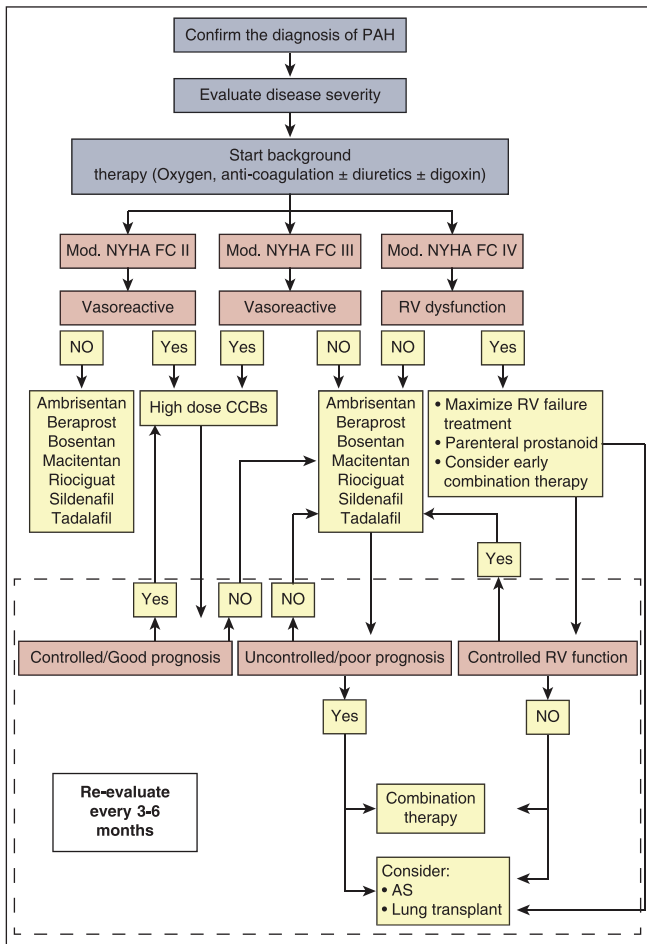 Confirm the diagnosis of PAH
Evaluate disease severity
Start background
therapy (Oxygen, anti-coagulation ± diuretics ± digoxin)
Mod. NYHA FC II
Mod. NYHA FC III
Mod. NYHA FC IV
Vasoreactive
Vasoreactive
RV dysfunction
NO
Yes
Yes
NO
NO
Yes
Ambrisentan
Beraprost
Bosentan
Macitentan
Riociguat
Sildenafil
Tadalafil
High dose CCBs
Ambrisentan
Beraprost
Bosentan
Macitentan
Riociguat
Sildenafil
Tadalafil
• Maximize RV failure
treatment
• Parenteral prostanoid
• Consider early
combination therapy
Yes
NO
NO
Yes
Controlled/Good prognosis
Uncontrolled/poor prognosis
Controlled RV function
Yes
NO
Re-evaluate
every 3-6
months
Combination
therapy
Consider:
• AS
• Lung transplant